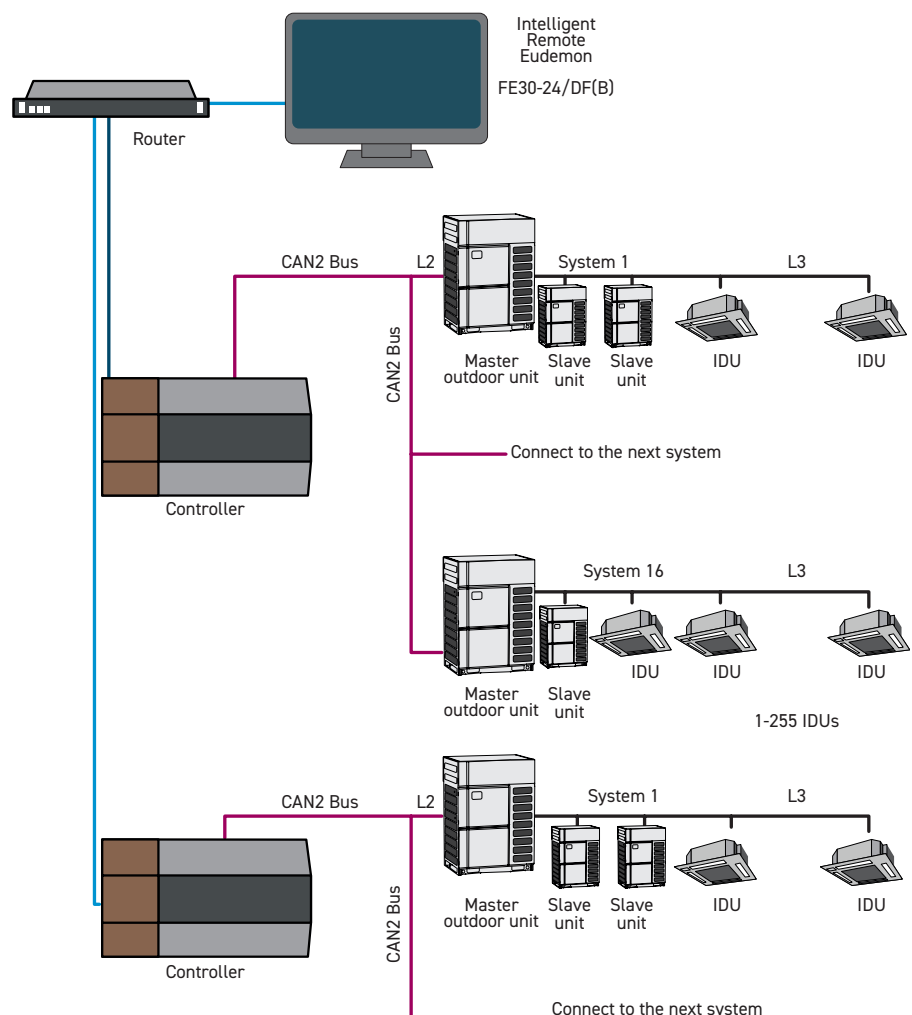 Intelligent
Remote
Eudemon
FE30-24/DF(B)
Router
CAN2 Bus
L2
System 1
L3
CAN2 Bus
Master
outdoor unit
Slave
unit
Slave
unit
IDU
IDU
Connect to the next system
Controller
System 16
L3
Master
outdoor unit
Slave
unit
IDU
IDU
IDU
1-255 IDUs
CAN2 Bus
L2
System 1
L3
CAN2 Bus
Master
outdoor unit
Slave
unit
Slave
unit
IDU
IDU
Controller
Connect to the next system